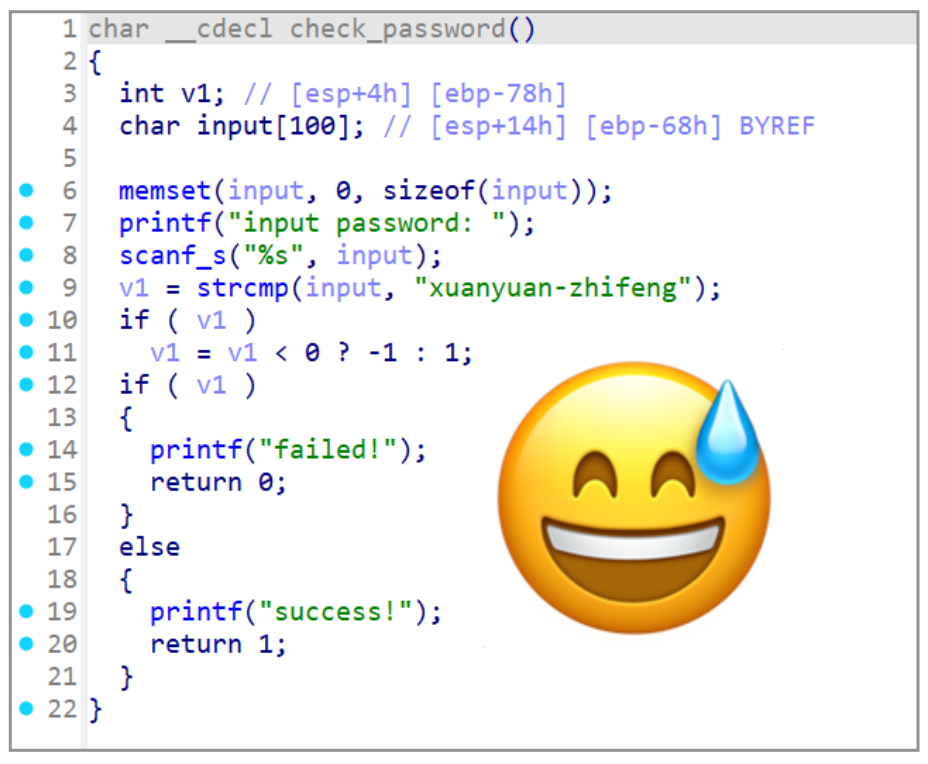 1 char __cdecl check_password()
2 {
3   int v1; // [esp+4h] [ebp-78h]
4   char input[100]; // [esp+14h] [ebp-68h] BYREF
5
6   memset(input, 0, sizeof(input));
7   printf("input password: ");
8   scanf_s("%s", input);
9   v1 = strcmp(input, "xuanyuan-zhifeng");
10   if ( v1 )
11     v1 = v1 < 0 ? -1 : 1;
12   if ( v1 )
13   {
14     printf("failed!");
15     return 0;
16   }
17   else
18   {
19     printf("success!");
20     return 1;
21   }
22 }